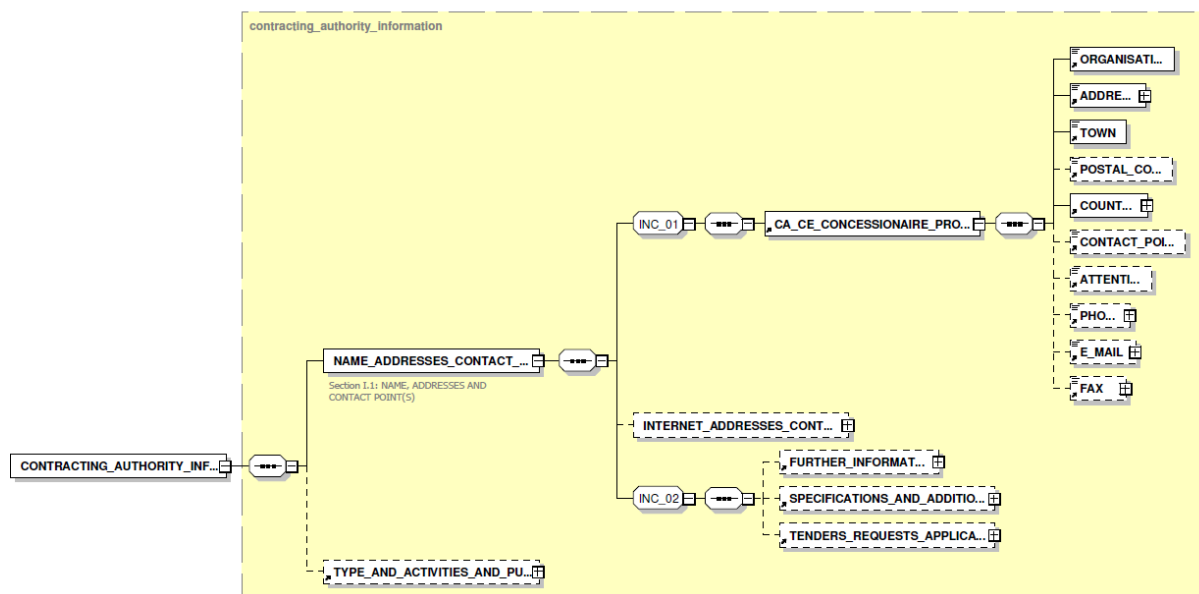 contracting_authority_information
ORGANISATI...
ADDRE...
TOWN
POSTAL_CO...
INC_01
CA_CE_CONCESSIONAIRE_PRO...
COUNT...
CONTACT_POI...
ATTENTI...
PHO...
E_MAIL
FAX
NAME_ADDRESSES_CONTACT_...
Section I.1: NAME, ADDRESSES AND
CONTACT POINT(S)
INTERNET_ADDRESSES_CONT...
CONTRACTING_AUTHORITY_INF...
FURTHER_INFORMAT...
INC_02
SPECIFICATIONS_AND_ADDITIO...
TENDERS_REQUESTS_APPLICA...
TYPE_AND_ACTIVITIES_AND_PU...